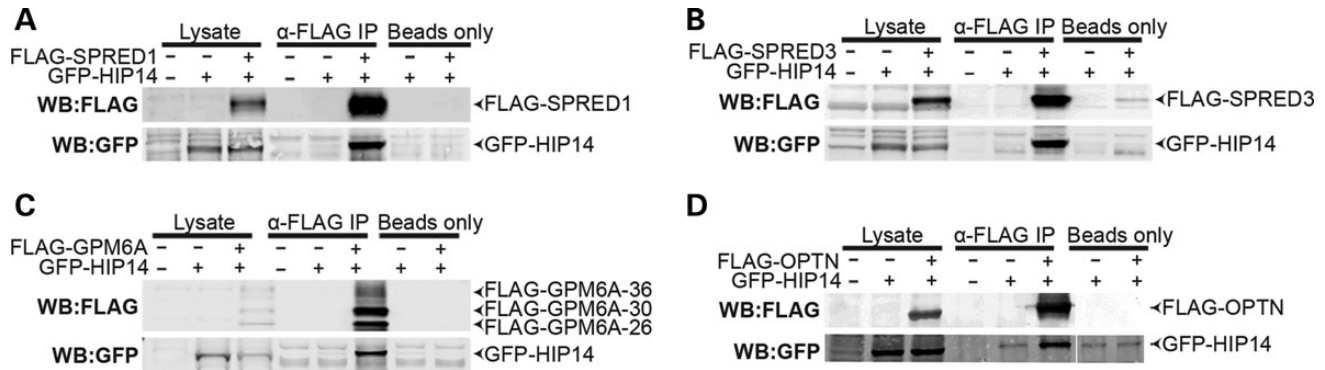 A
Lysate α-FLAG IP Beads only
FLAG-SPRED1 – – + – – + – +
GFP-HIP14 – + + – + + + +
WB:FLAG FLAG-SPRED1
WB:GFP GFP-HIP14
B
Lysate α-FLAG IP Beads only
FLAG-SPRED3 – – + – – + – +
GFP-HIP14 – + + – + + + +
WB:FLAG FLAG-SPRED3
WB:GFP GFP-HIP14
C
Lysate α-FLAG IP Beads only
FLAG-GPM6A – – + – – + – +
GFP-HIP14 – + + – + + + +
WB:FLAG FLAG-GPM6A-36
FLAG-GPM6A-30
FLAG-GPM6A-26
WB:GFP GFP-HIP14
D
Lysate α-FLAG IP Beads only
FLAG-OPTN – – + – – + – +
GFP-HIP14 – + + – + + + +
WB:FLAG FLAG-OPTN
WB:GFP GFP-HIP14